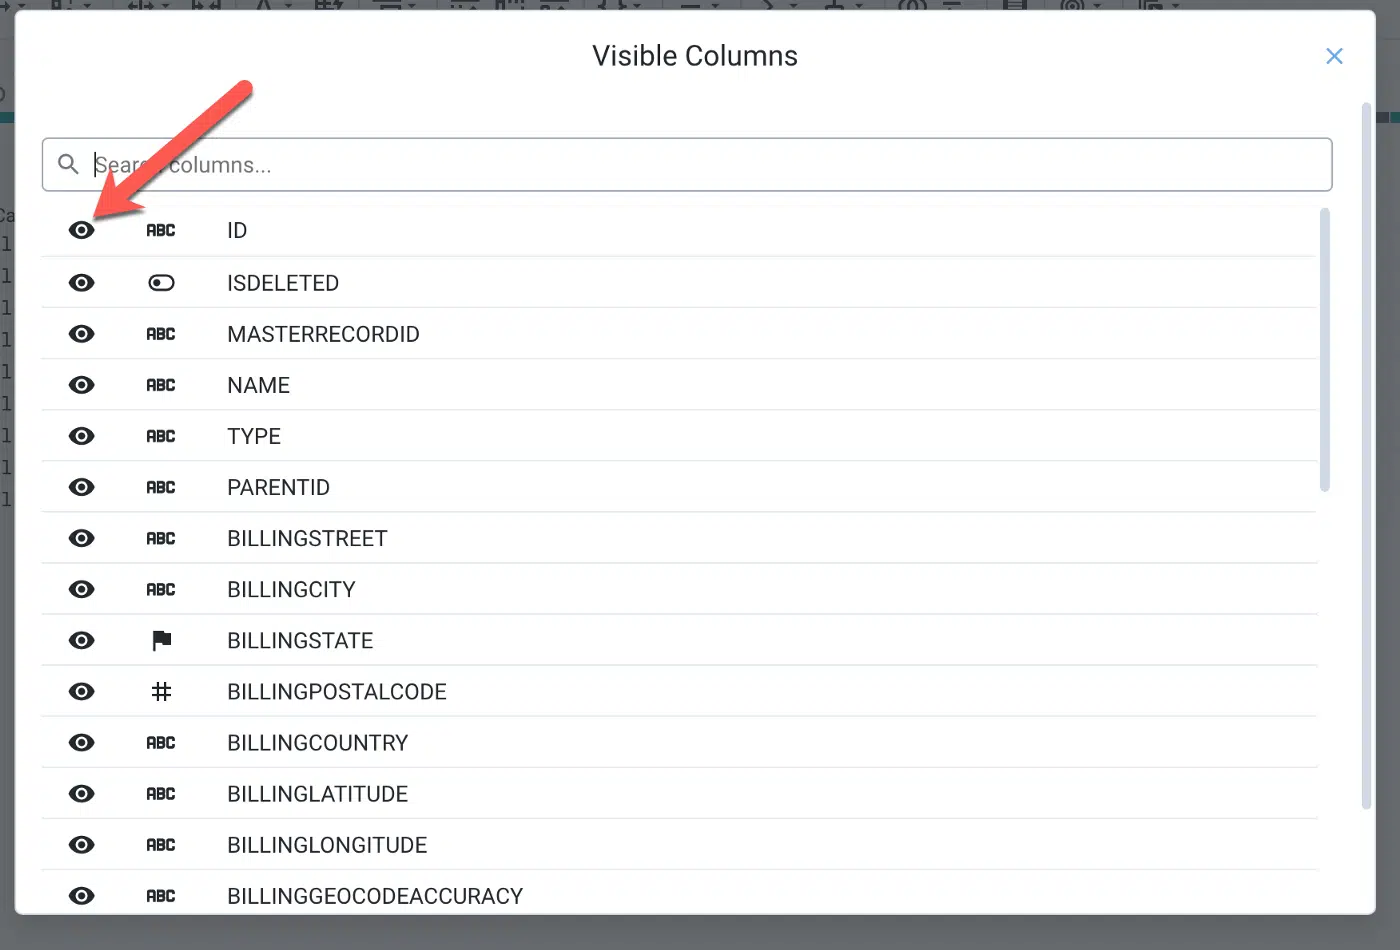 Visible Columns
Search columns...
ABC ID
ISDELETED
ABC MASTERRECORDID
ABC NAME
ABC TYPE
ABC PARENTID
ABC BILLINGSTREET
ABC BILLINGCITY
BILLINGSTATE
# BILLINGPOSTALCODE
ABC BILLINGCOUNTRY
ABC BILLINGLATITUDE
ABC BILLINGLONGITUDE
ABC BILLINGGEOCODEACCURACY